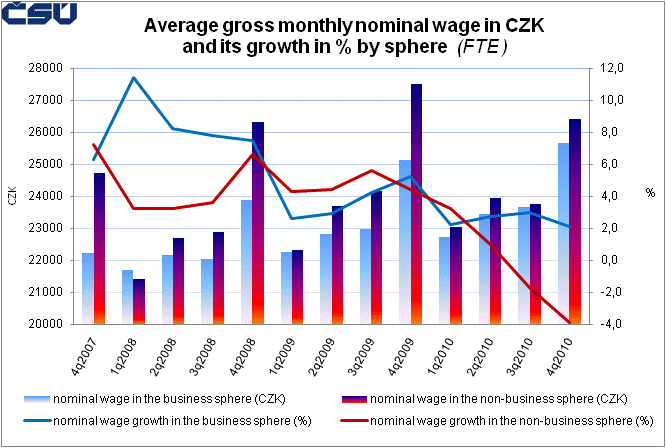 ČSÚ
Average gross monthly nominal wage in CZK
and its growth in % by sphere (FTE)
28000
27000
26000
25000
24000
23000
22000
21000
20000
CZK
12,0
10,0
8,0
6,0
4,0
2,0
0,0
-2,0
-4,0
%
4q2007
1q2008
2q2008
3q2008
4q2008
1q2009
2q2009
3q2009
4q2009
1q2010
2q2010
3q2010
4q2010
nominal wage in the business sphere (CZK)
nominal wage in the non-business sphere (CZK)
nominal wage growth in the business sphere (%)
nominal wage growth in the non-business sphere (%)